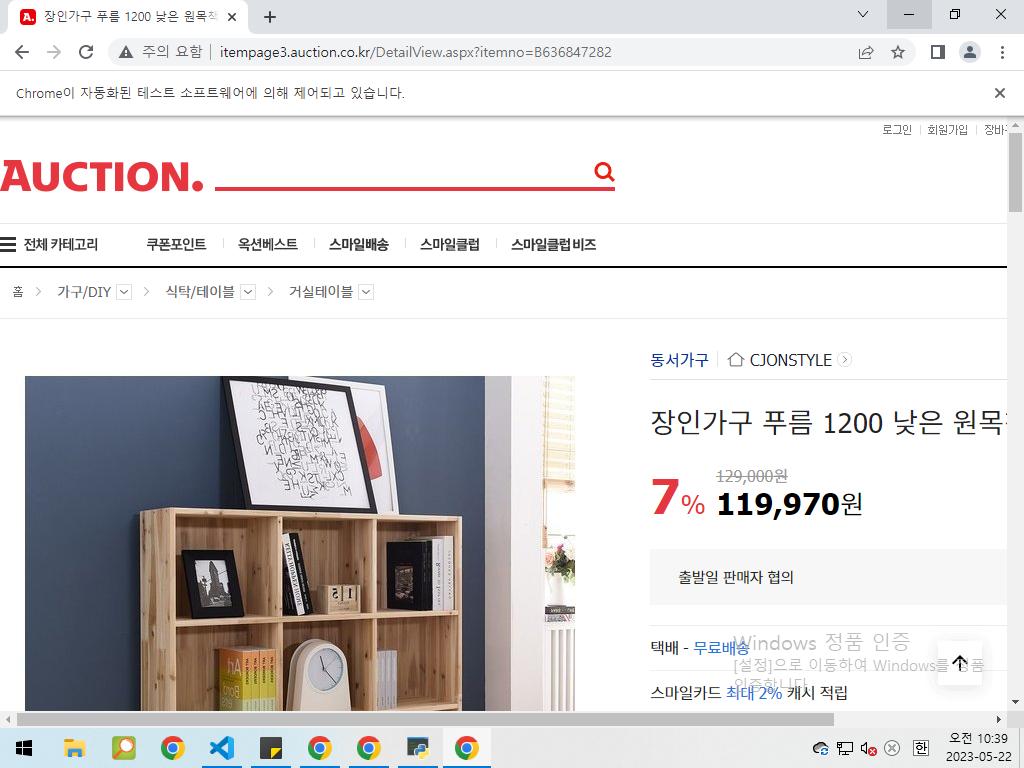 장인가구 푸름 1200 낮은 원목책
주의 요함
itempage3.auction.co.kr/DetailView.aspx?itemno=B636847282
Chrome이 자동화된 테스트 소프트웨어에 의해 제어되고 있습니다.
로그인 회원가입 장바구
AUCTION.
전체 카테고리 쿠폰포인트 옥션베스트 스마일배송 스마일클럽 스마일클럽 비즈
홈 가구/DIY 식탁/테이블 거실테이블
동서가구 CJONSTYLE
장인가구 푸름 1200 낮은 원목
129,000원
7% 119,970원
출발일 판매자 협의
택배 - 무료배송
Windows 정품 인증
[설정]으로 이동하여 Windows를 정품
인증합니다.
스마일카드 최대 2% 캐시 적립
한
오전 10:39
2023-05-22